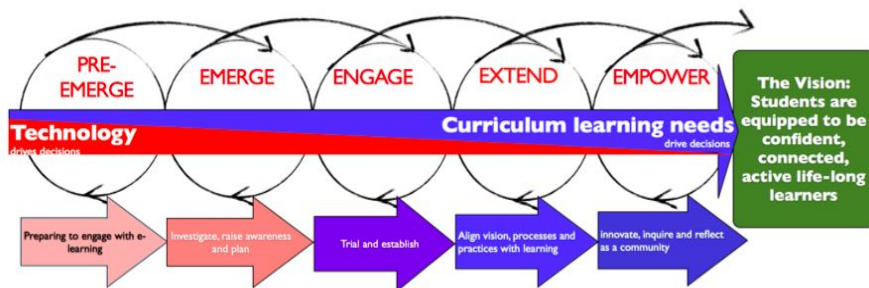 PRE-
EMERGE
EMERGE
ENGAGE
EXTEND
EMPOWER
Technology
drives decisions
Curriculum learning needs
drive decisions
The Vision:
Students are
equipped to be
confident,
connected,
active life-long
learners
Preparing to engage with e-
learning
Investigate, raise awareness
and plan
Trial and establish
Align vision, processes and
practices with learning
innovate, inquire and reflect
as a community